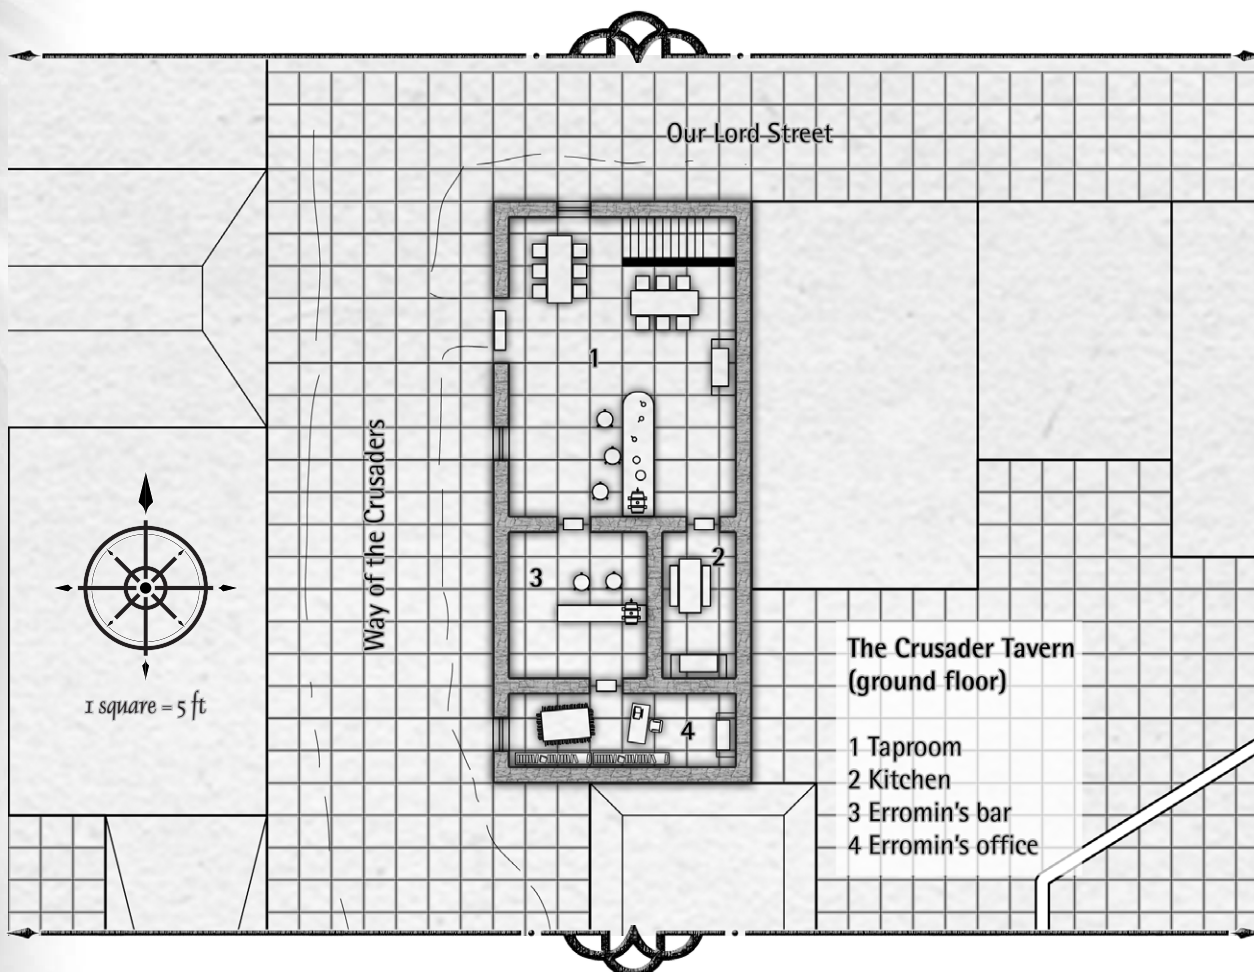 Our Lord Street
1
Way of the Crusaders
2
3
4
1 square = 5 ft
The Crusader Tavern
(ground floor)
1 Taproom
2 Kitchen
3 Erromin's bar
4 Erromin's office